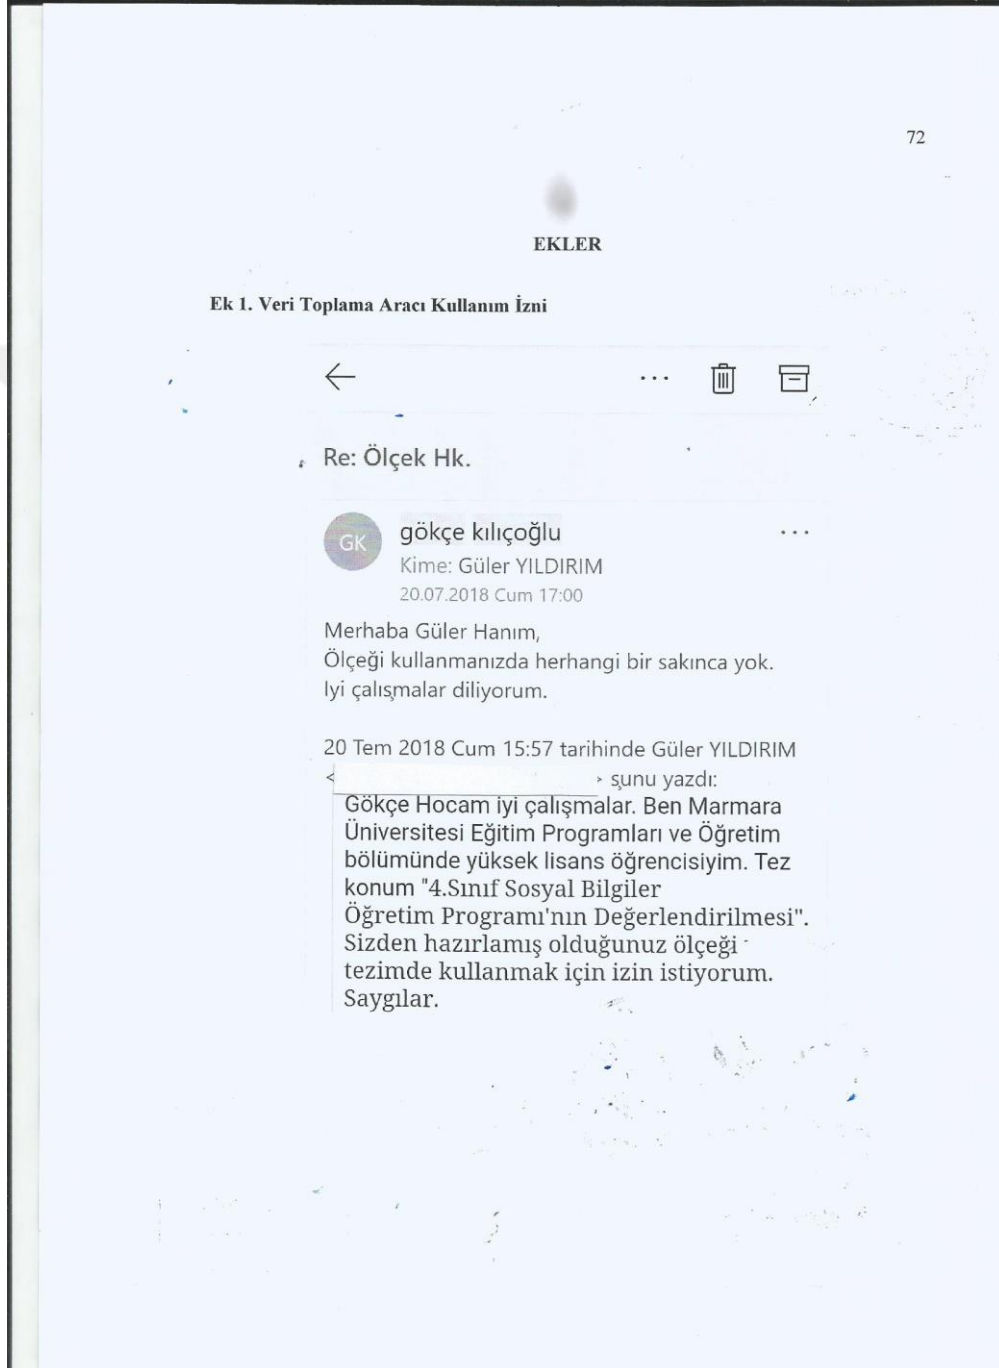 72
EKLER
Ek 1. Veri Toplama Aracı Kullanım İzni
Re: Ölçek Hk.
GK
gökçe kılıçoğlu
Kime: Güler YILDIRIM
20.07.2018 Cum 17:00
Merhaba Güler Hanım,
Ölçeği kullanmanızda herhangi bir sakınca yok.
Iyi çalışmalar diliyorum.
20 Tem 2018 Cum 15:57 tarihinde Güler YILDIRIM
< > şunu yazdı:
Gökçe Hocam iyi çalışmalar. Ben Marmara
Üniversitesi Eğitim Programları ve Öğretim
bölümünde yüksek lisans öğrencisiyim. Tez
konum "4.Sınıf Sosyal Bilgiler
Öğretim Programı'nın Değerlendirilmesi".
Sizden hazırlamış olduğunuz ölçeği
tezimde kullanmak için izin istiyorum.
Saygılar.